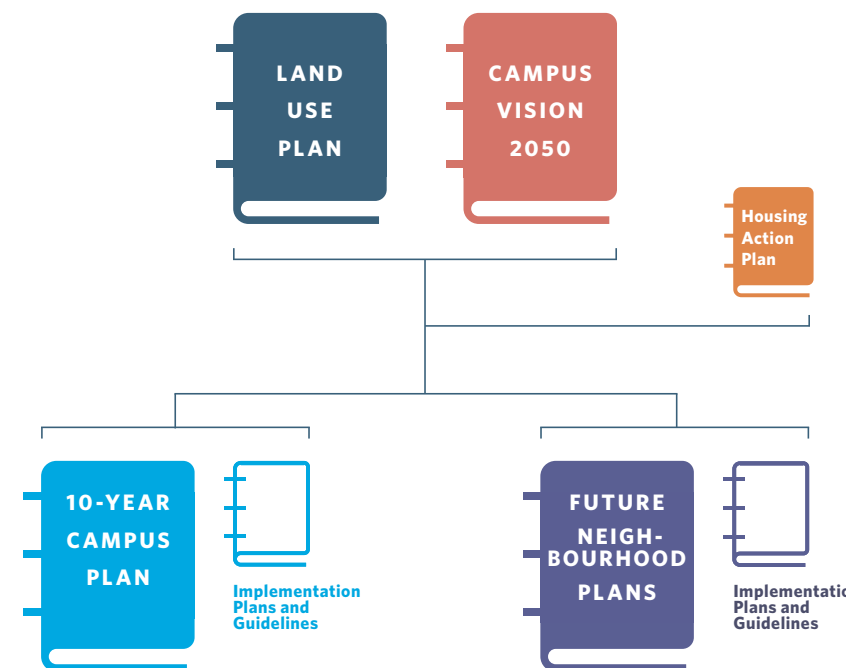 LAND
USE
PLAN
CAMPUS
VISION
2050
Housing
Action
Plan
10-YEAR
CAMPUS
PLAN
Implementation
Plans and
Guidelines
FUTURE
NEIGH-
BOURHOOD
PLANS
Implementatio
Plans and
Guidelines